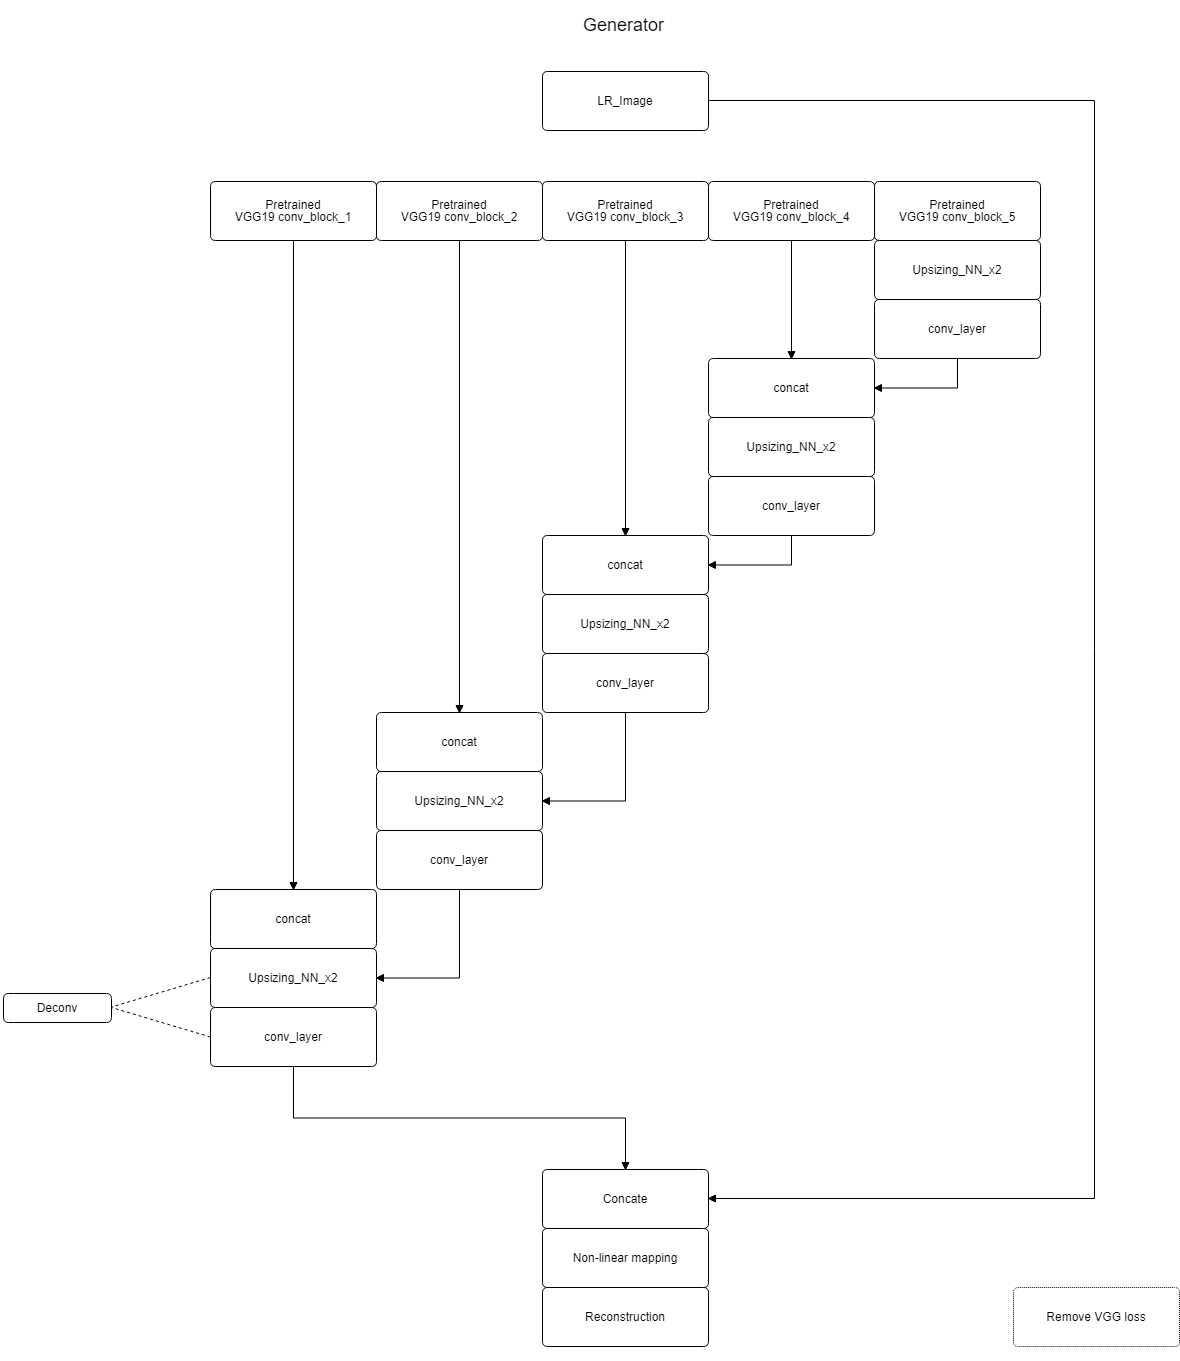 Generator
LR_Image
Pretrained
VGG19 conv_block_1
Pretrained
VGG19 conv_block_2
Pretrained
VGG19 conv_block_3
Pretrained
VGG19 conv_block_4
Pretrained
VGG19 conv_block_5
Upsizing_NN_x2
conv_layer
concat
Upsizing_NN_x2
conv_layer
concat
Upsizing_NN_x2
conv_layer
concat
Upsizing_NN_x2
conv_layer
concat
Upsizing_NN_x2
Deconv
conv_layer
Concate
Non-linear mapping
Reconstruction
Remove VGG loss